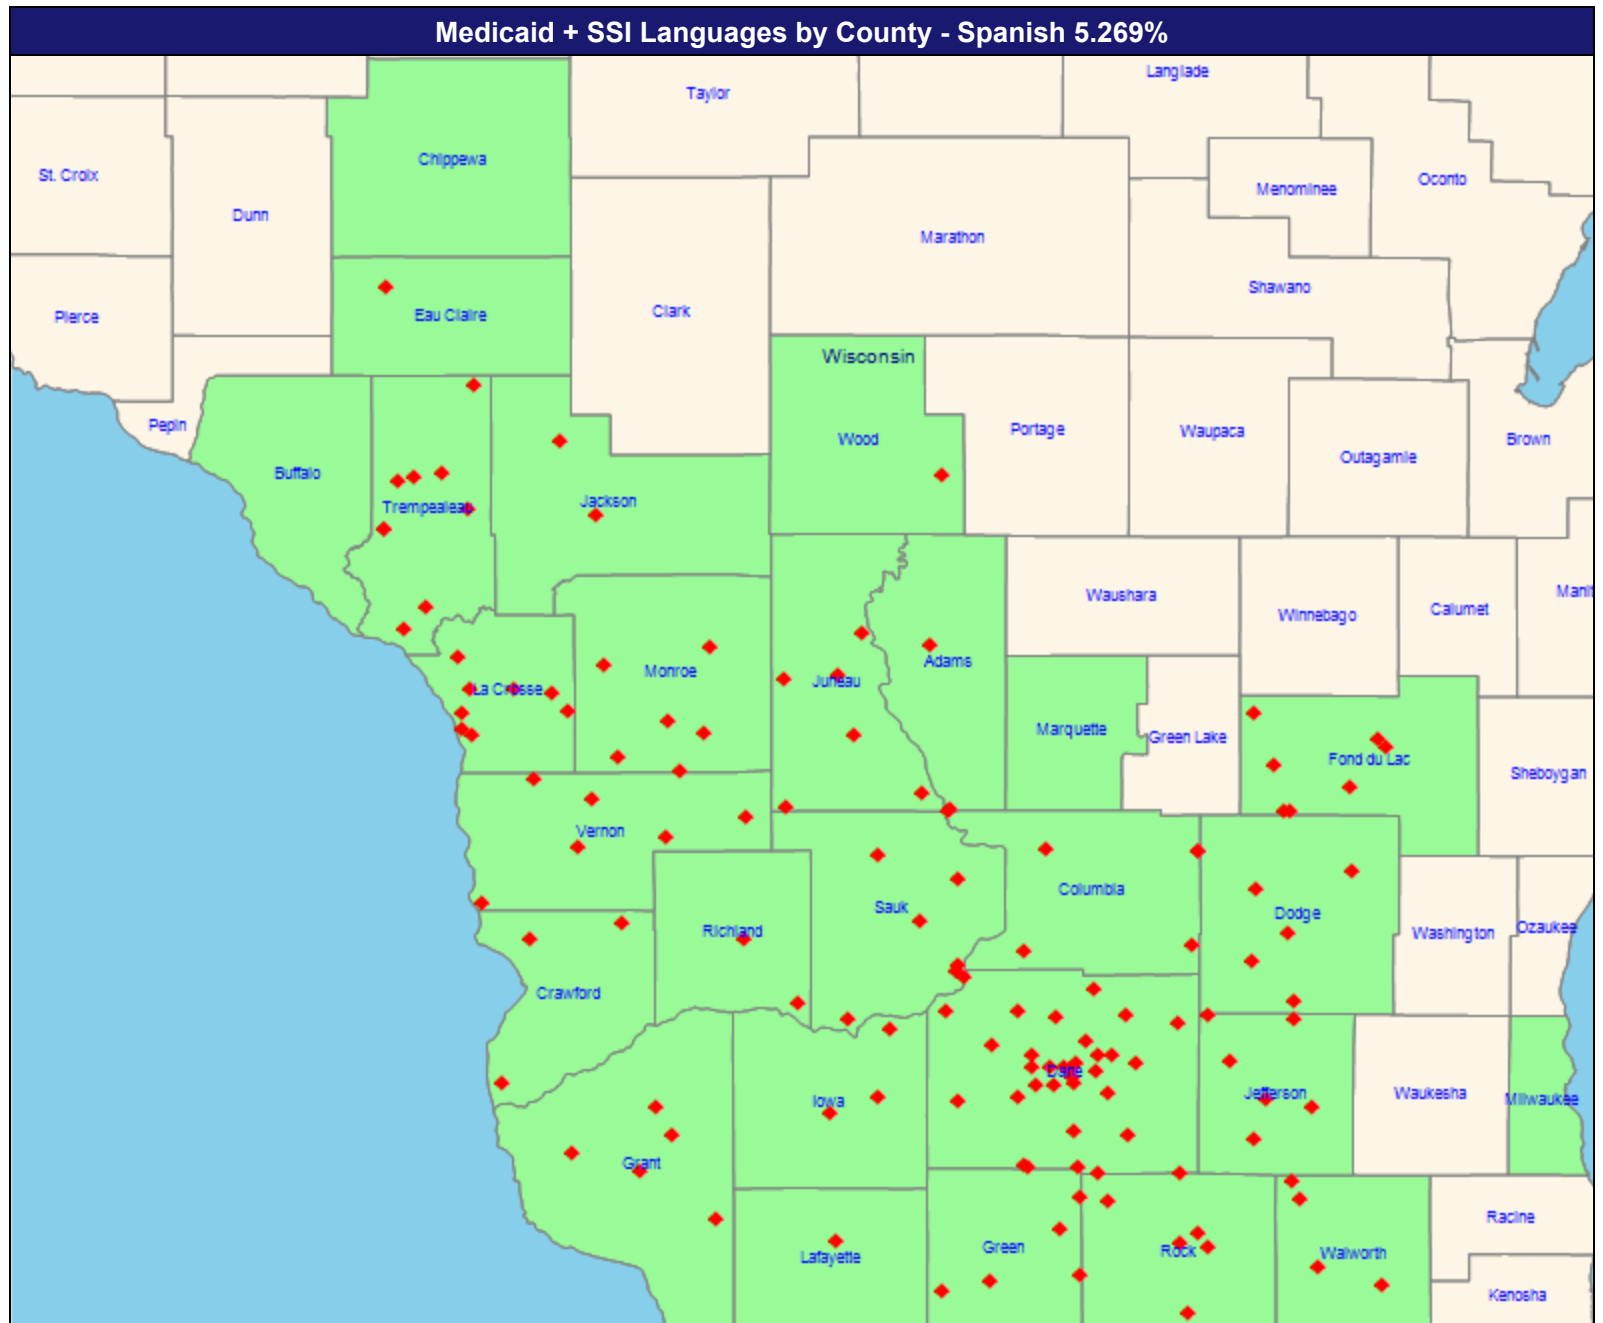 Medicaid + SSI Languages by County - Spanish 5.269%
Langlade
Taylor
Chippewa
St. Croix
Menominee
Oconto
Dunn
Marathon
Shawano
Clark
Eau Claire
Pierce
Wisconsin
Pepin
Portage
Waupaca
Wood
Brown
Outagamie
Buffalo
Jackson
Trempealeau
Waushara
Manit
Calumet
Winnebago
Adams
Monroe
Juneau
La Crosse
Marquette
Green Lake
Fond du Lac
Sheboygan
Vernon
Columbia
Sauk
Dodge
Ozaukee
Richland
Washington
Crawford
Dane
Jefferson
Waukesha
Milwaukee
Iowa
Grant
Racine
Green
Rock
Walworth
Lafayette
Kenosha